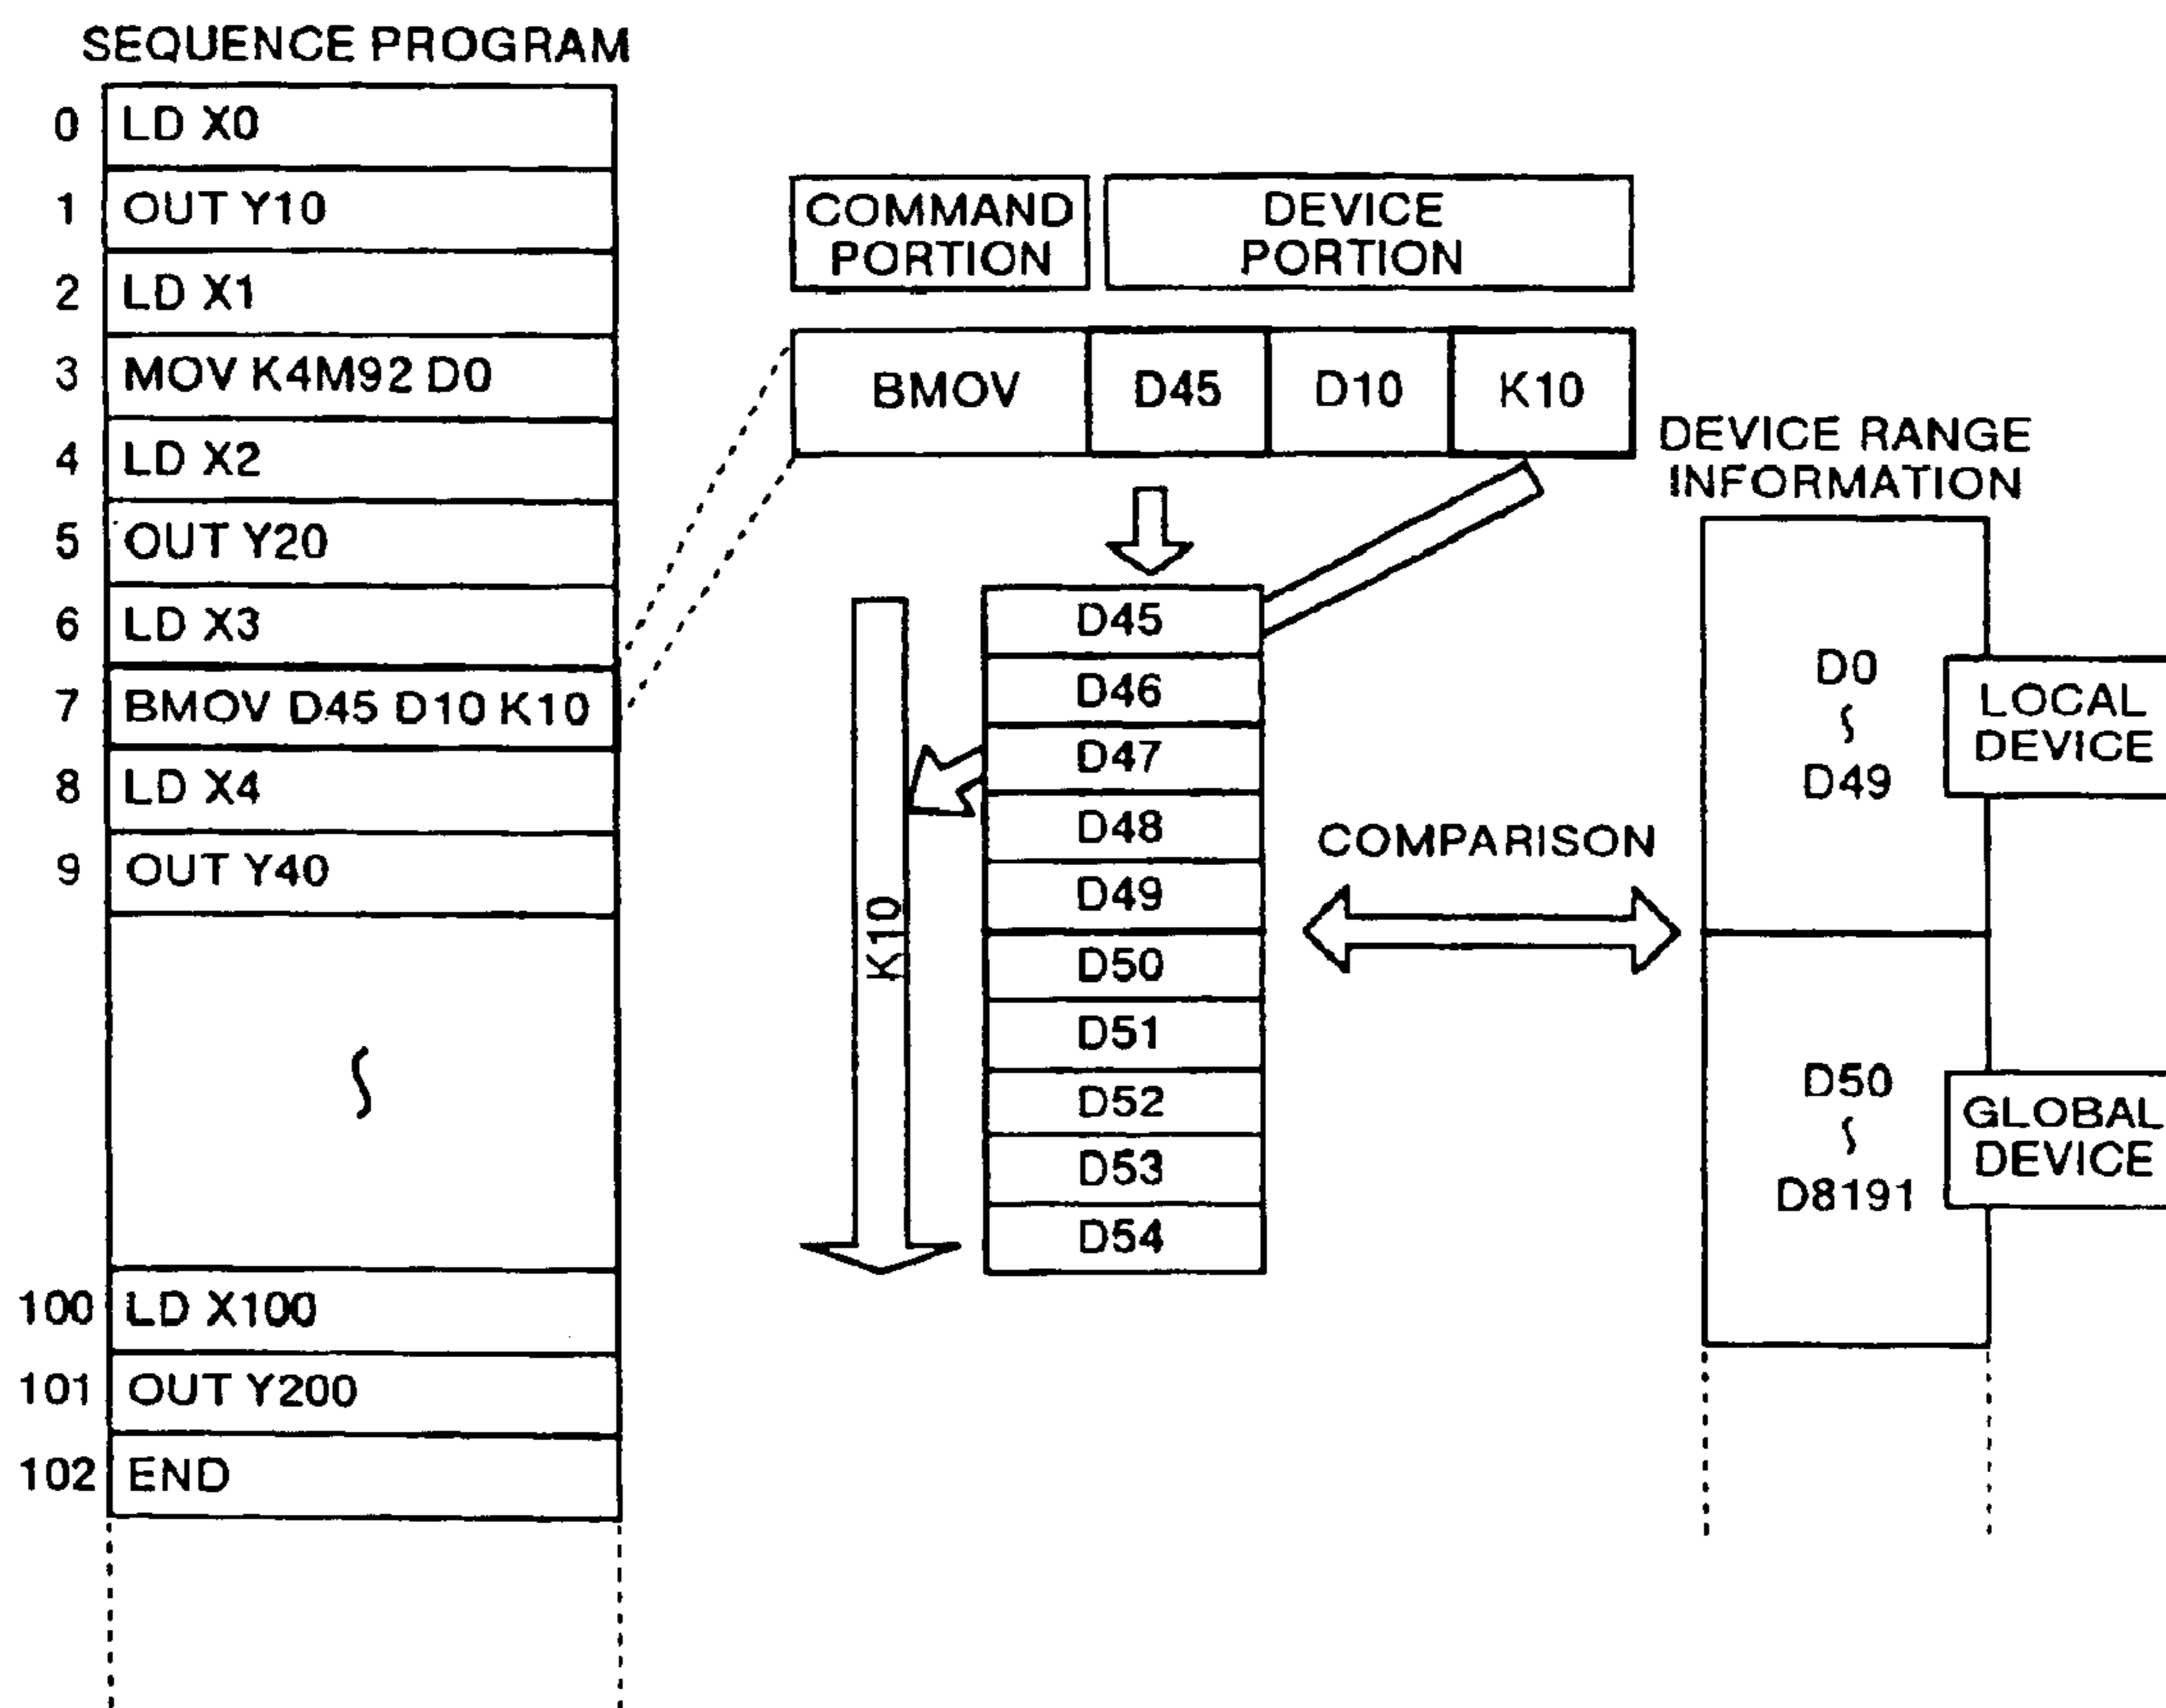 SEQUENCE PROGRAM
0 LD X0
1 OUT Y10
2 LD X1
3 MOV K4M92 D0
4 LD X2
5 OUT Y20
6 LD X3
7 BMOV D45 D10 K10
8 LD X4
9 OUT Y40
100 LD X100
101 OUT Y200
102 END
COMMAND
PORTION
DEVICE
PORTION
BMOV D45 D10 K10
K10
D45
D46
D47
D48
D49
D50
D51
D52
D53
D54
COMPARISON
DEVICE RANGE
INFORMATION
D0
D49
LOCAL
DEVICE
D50
D8191
GLOBAL
DEVICE